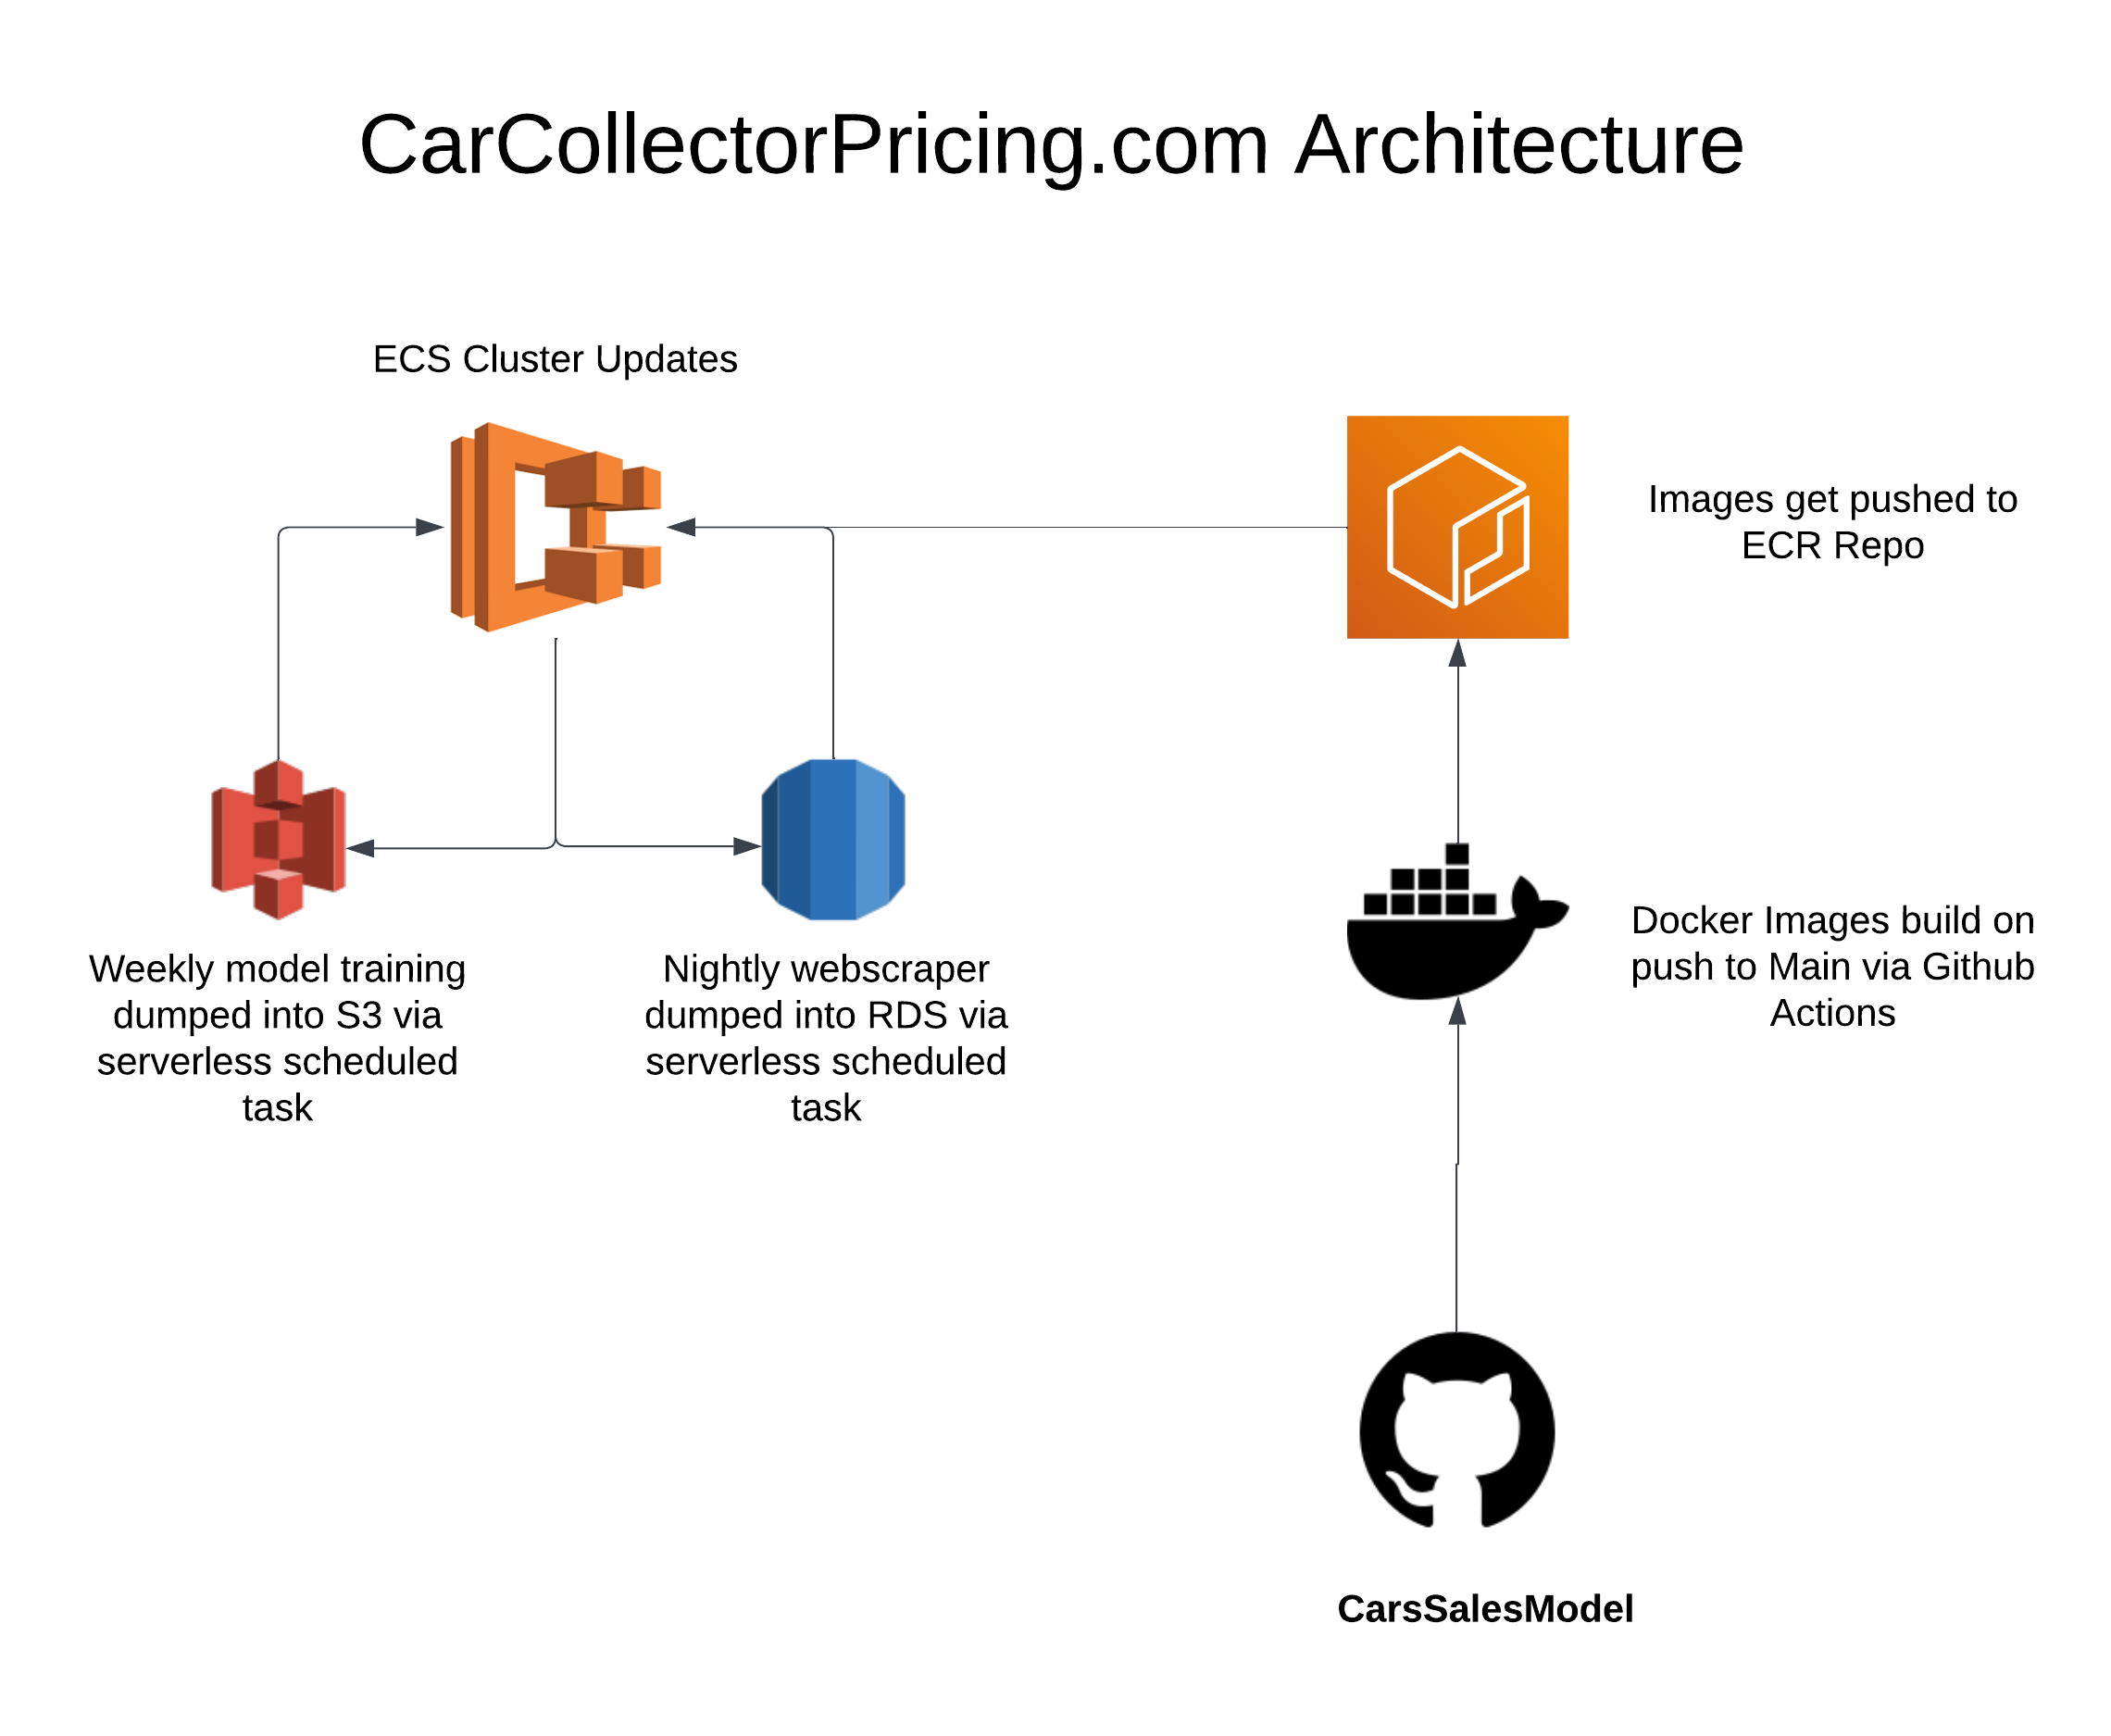 CarCollectorPricing.com Architecture
ECS Cluster Updates
Images get pushed to
ECR Repo
Docker Images build on
push to Main via Github
Actions
Weekly model training
dumped into S3 via
serverless scheduled
task
Nightly webscraper
dumped into RDS via
serverless scheduled
task
CarsSalesModel